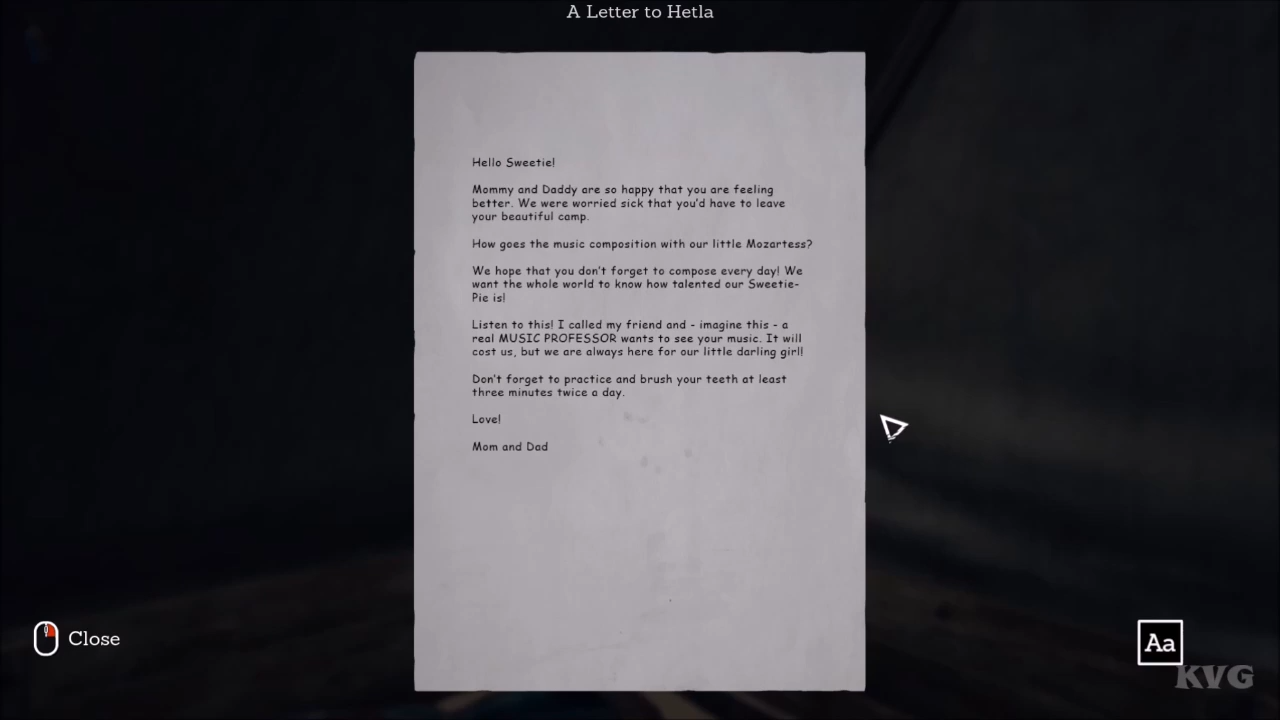 A Letter to Hetla
Hello Sweetie!
Mommy and Daddy are so happy that you are feeling
better. We were worried sick that you'd have to leave
your beautiful camp.
How goes the music composition with our little Mozartess?
We hope that you don't forget to compose every day! We
want the whole world to know how talented our Sweetie-
Pie is!
Listen to this! I called my friend and - imagine this - a
real MUSIC PROFESSOR wants to see your music. It will
cost us, but we are always here for our little darling girl!
Don't forget to practice and brush your teeth at least
three minutes twice a day.
Love!
Mom and Dad
Close
Aa
KVG